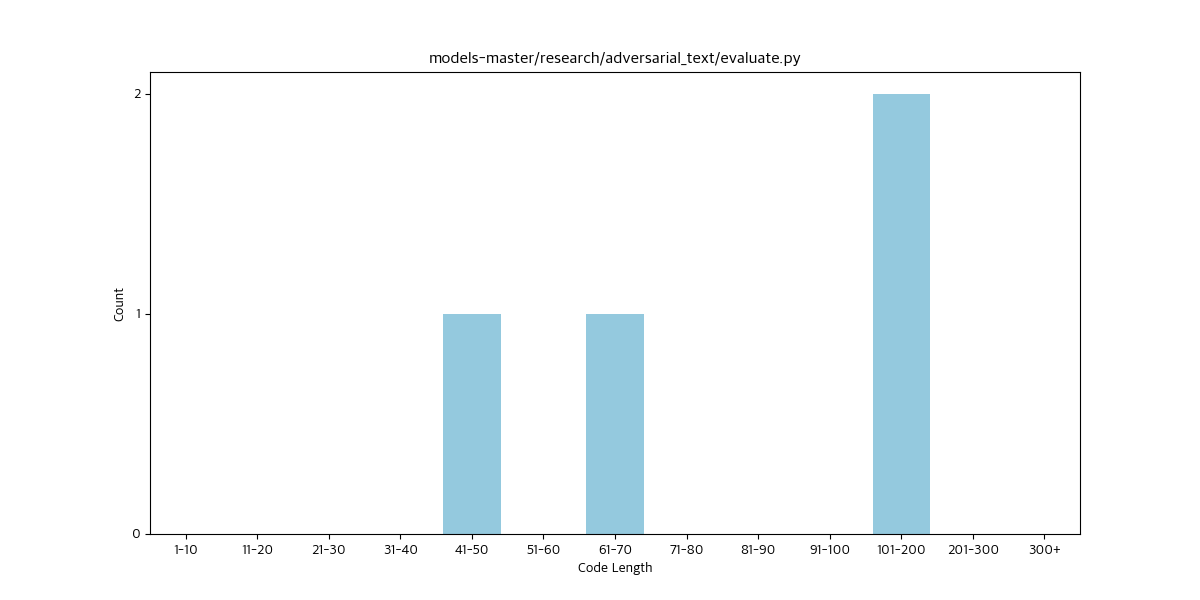 models-master/research/adversarial_text/evaluate.py
Count
2
1
0
1-10 11-20 21-30 31-40 41-50 51-60 61-70 71-80 81-90 91-100 101-200 201-300 300+
Code Length